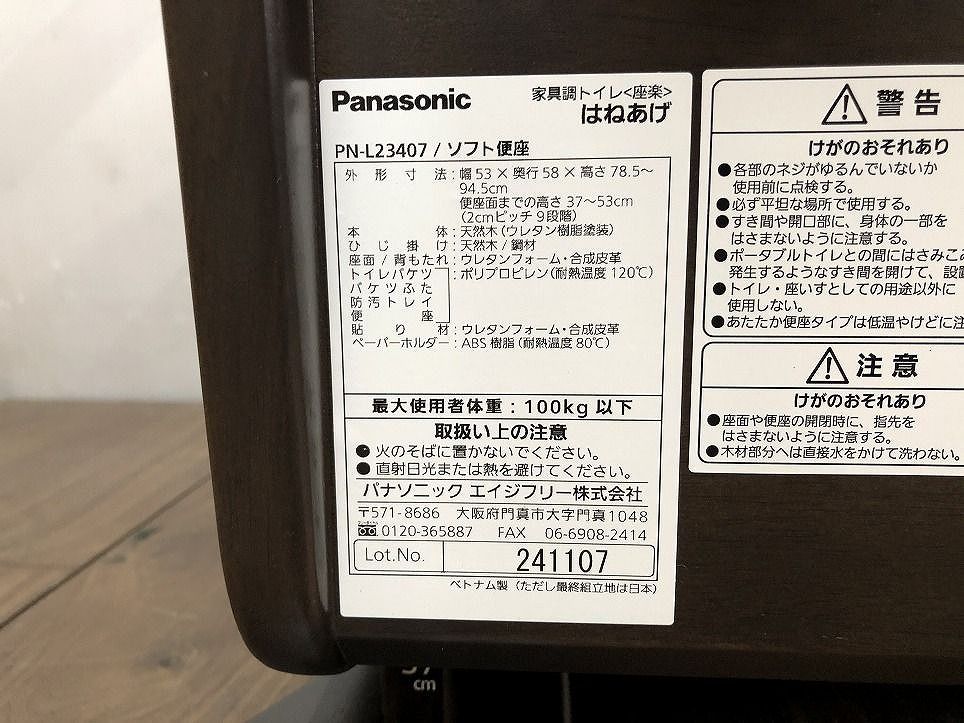 Panasonic
家具調トイレ<座楽>
はねあげ
PN-L23407 / ソフト便座
外形寸法:幅53×奥行58×高さ78.5〜
94.5cm
便座面までの高さ 37〜53cm
(2cmピッチ 9段階)
本体:天然木(ウレタン樹脂塗装)
ひじ掛け:天然木/鋼材
座面/背もたれ:ウレタンフォーム・合成皮革
トイレバケツ:ポリプロピレン(耐熱温度120℃)
バケツふた
防汚トレイ
便座
貼り材:ウレタンフォーム・合成皮革
ペーパーホルダー:ABS樹脂(耐熱温度80℃)
最大使用者体重:100kg以下
取扱い上の注意
●火のそばに置かないでください。
●直射日光または熱を避けてください。
パナソニック エイジフリー株式会社
〒571-8686 大阪府門真市大字門真1048
0120-365887 FAX 06-6908-2414
Lot.No. 241107
ベトナム製(ただし最終組立地は日本)
警告
けがのおそれあり
●各部のネジがゆるんでいないか
使用前に点検する。
●必ず平坦な場所で使用する。
●すき間や開口部に、身体の一部を
はさまないように注意する。
●ポータブルトイレとの間にはさみこ
発生するようなすき間を開けて、設
●トイレ・座いすとしての用途以外に
使用しない。
●あたたか便座タイプは低温やけどに注
注意
けがのおそれあり
●座面や便座の開閉時に、指先を
はさまないように注意する。
●木材部分へは直接水をかけて洗わない。
37
cm